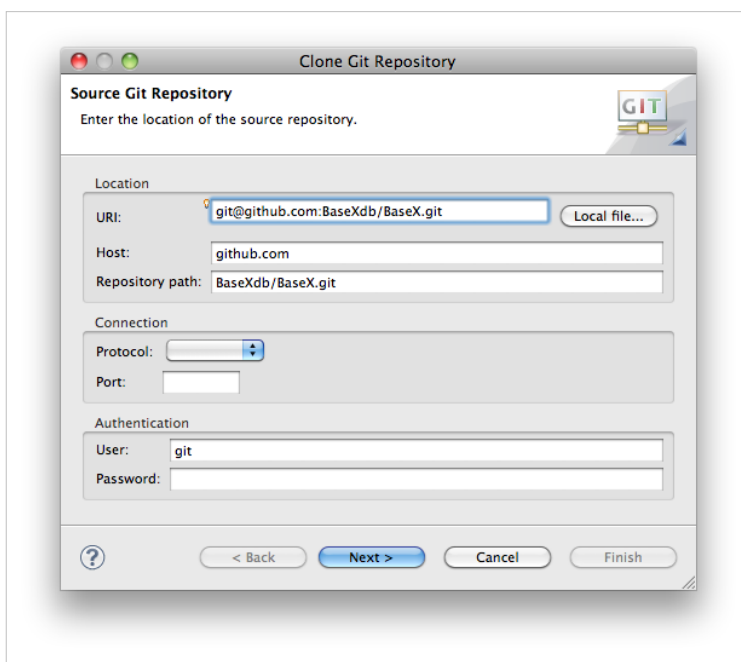 Clone Git Repository
Source Git Repository
Enter the location of the source repository.
GIT
Location
URI: git@github.com:BaseXdb/BaseX.git Local file...
Host: github.com
Repository path: BaseXdb/BaseX.git
Connection
Protocol:
Port:
Authentication
User: git
Password:
? < Back Next > Cancel Finish